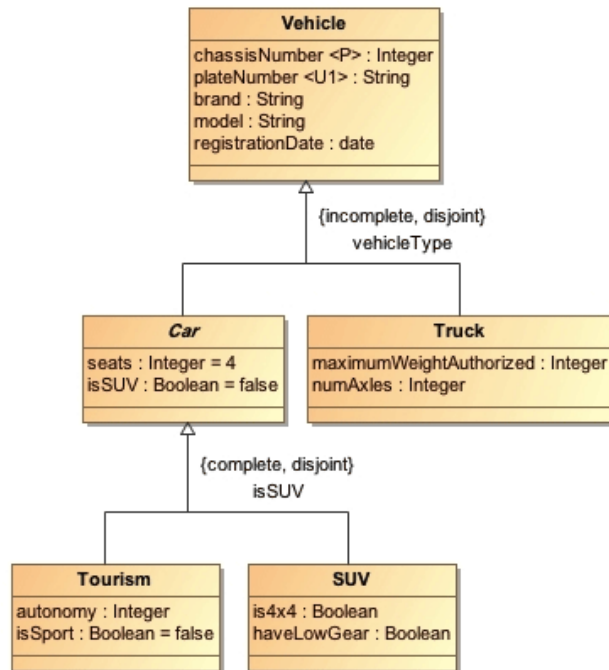 Vehicle
chassisNumber <P> : Integer
plateNumber <U1> : String
brand : String
model : String
registrationDate : date
{incomplete, disjoint}
vehicleType
Car
seats : Integer = 4
isSUV : Boolean = false
Truck
maximumWeightAuthorized : Integer
numAxles : Integer
{complete, disjoint}
isSUV
Tourism
autonomy : Integer
isSport : Boolean = false
SUV
is4x4 : Boolean
haveLowGear : Boolean